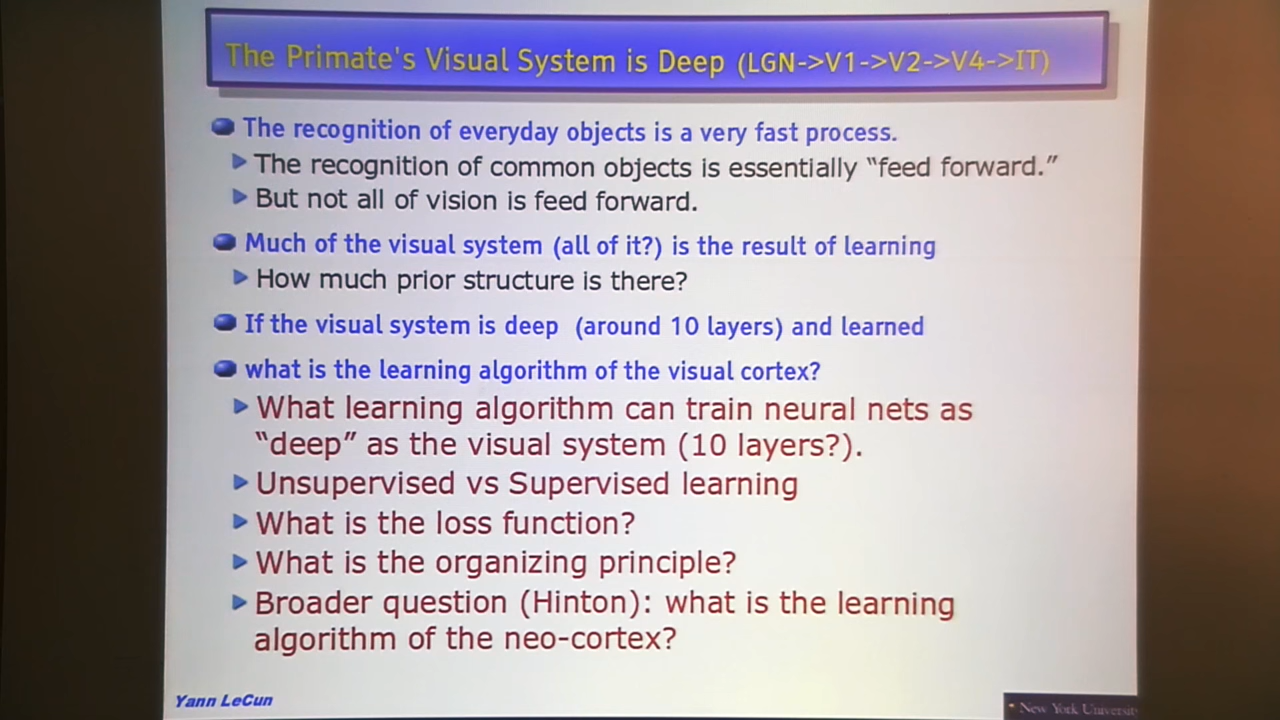 The Primate's Visual System is Deep (LGN->V1->V2->V4->IT)
The recognition of everyday objects is a very fast process.
The recognition of common objects is essentially “feed forward.”
But not all of vision is feed forward.
Much of the visual system (all of it?) is the result of learning
How much prior structure is there?
If the visual system is deep (around 10 layers) and learned
what is the learning algorithm of the visual cortex?
What learning algorithm can train neural nets as
“deep” as the visual system (10 layers?).
Unsupervised vs Supervised learning
What is the loss function?
What is the organizing principle?
Broader question (Hinton): what is the learning
algorithm of the neo-cortex?
Yann LeCun
New York University